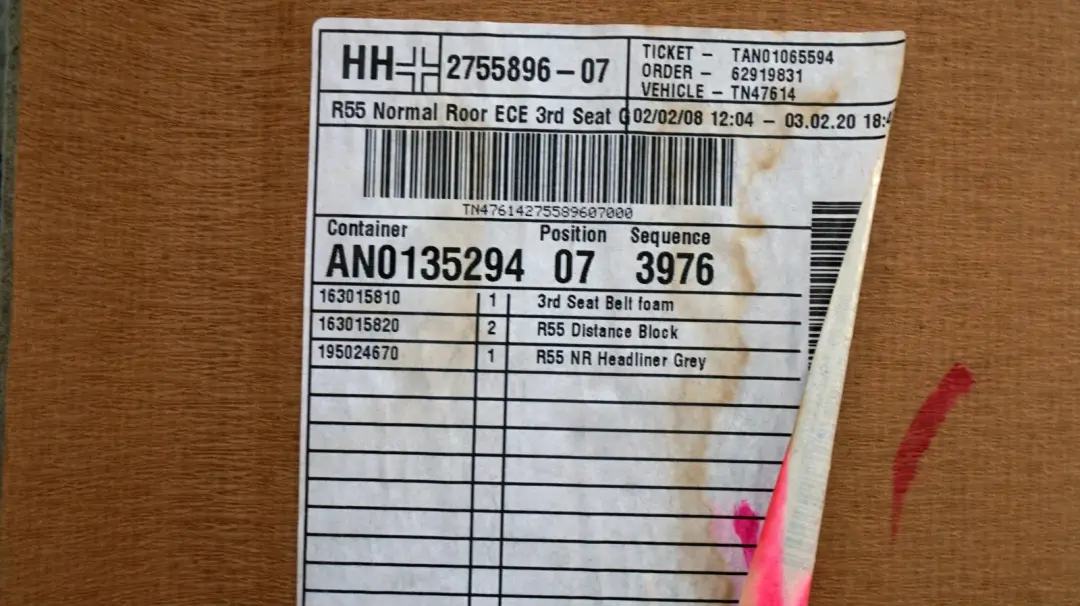 HH 2755896-07
TICKET - TAN01065594
ORDER - 62919831
VEHICLE - TN47614
R55 Normal Roor ECE 3rd Seat 02/02/08 12:04 - 03.02.20
TN47614275589607000
Container Position Sequence
AN0135294 07 3976
163015810 1 3rd Seat Belt foam
163015820 2 R55 Distance Block
195024670 1 R55 NR Headliner Grey